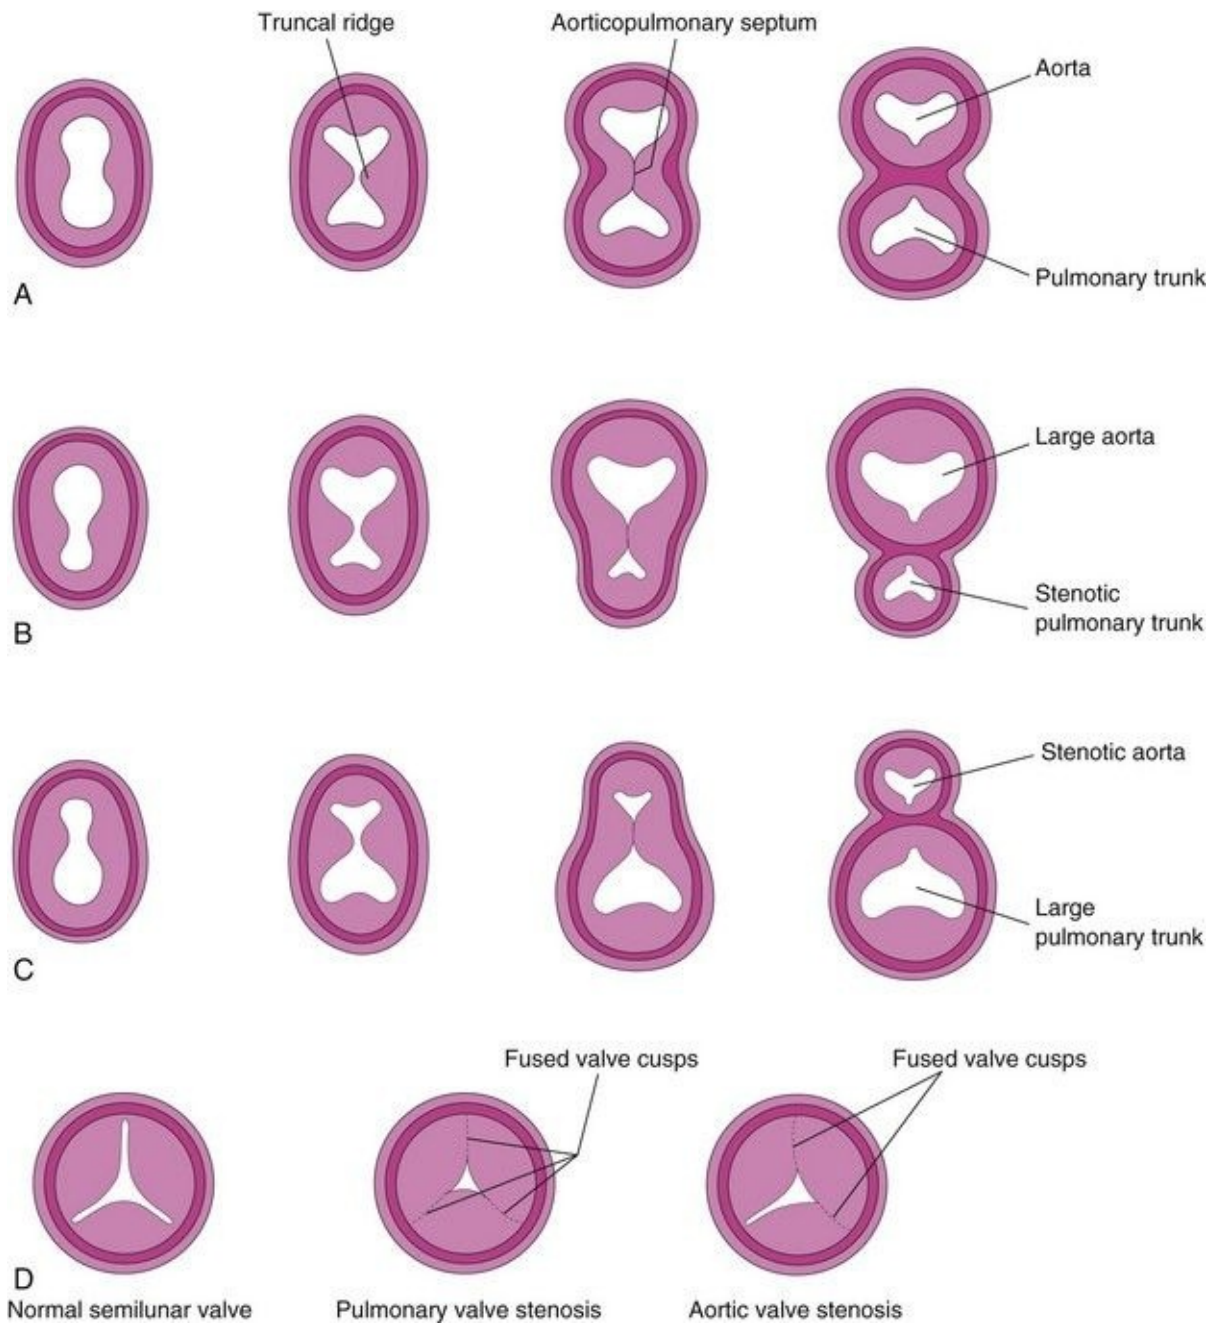 Truncal ridge
Aorticopulmonary septum
Aorta
Pulmonary trunk
A
Large aorta
Stenotic
pulmonary trunk
B
Stenotic aorta
Large
pulmonary trunk
C
Fused valve cusps
Fused valve cusps
D
Normal semilunar valve
Pulmonary valve stenosis
Aortic valve stenosis